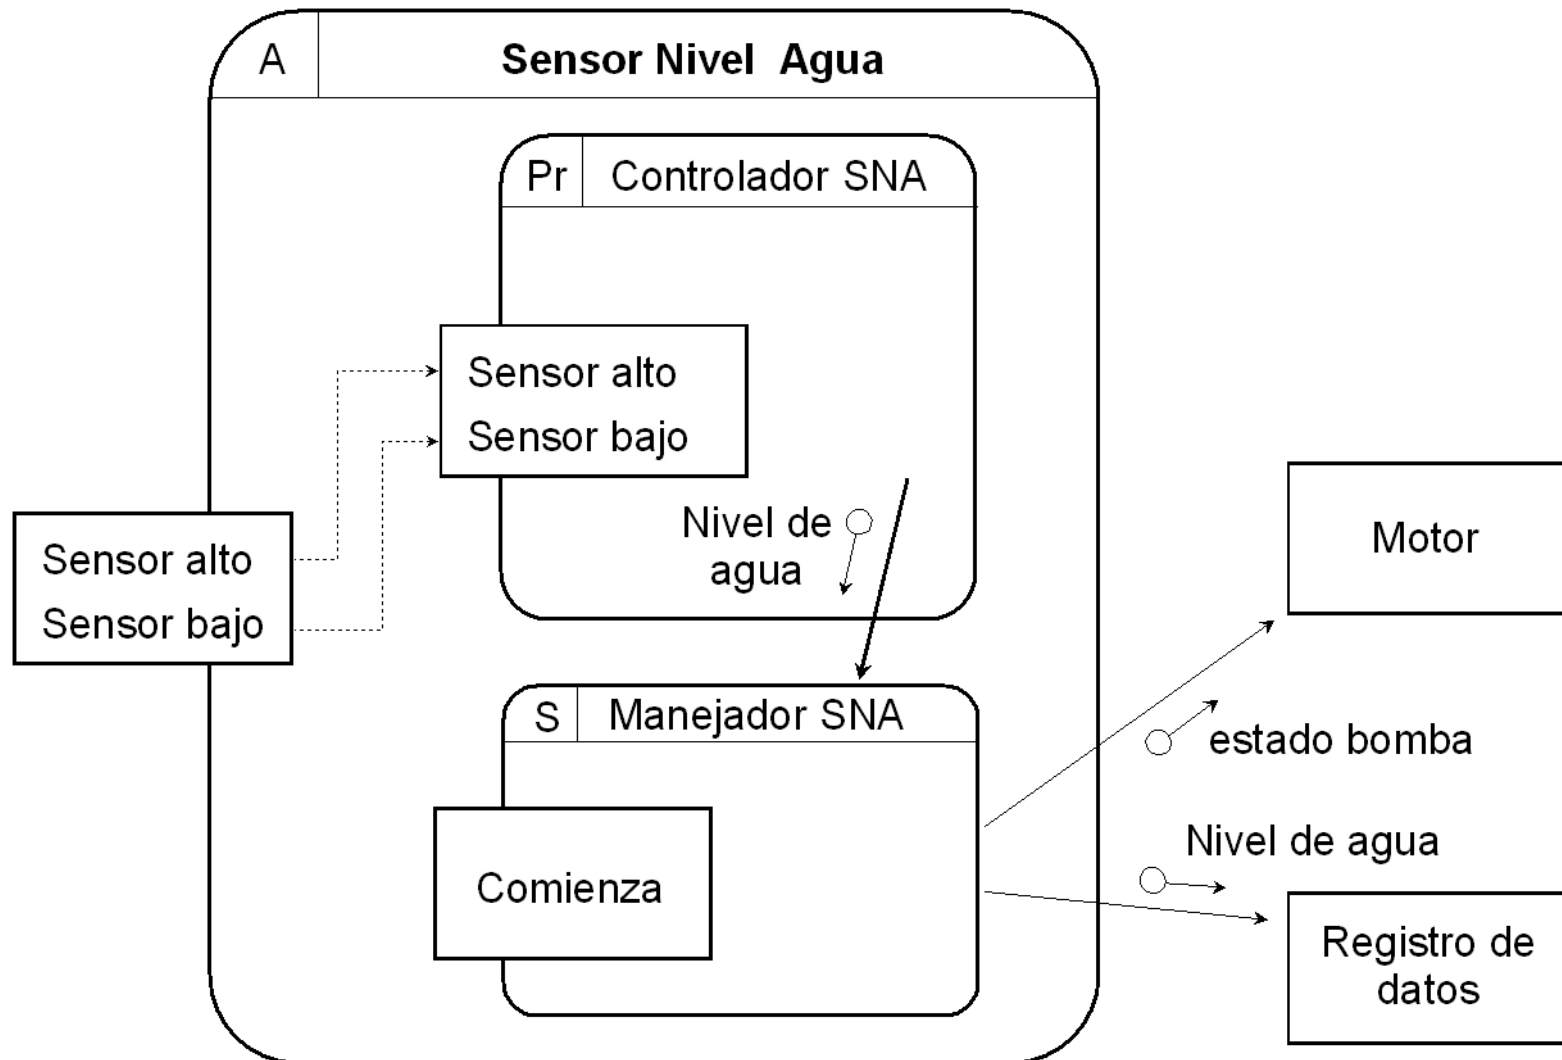 A
Sensor Nivel Agua
Pr
Controlador SNA
Sensor alto
Sensor bajo
Nivel de
agua
Sensor alto
Sensor bajo
Motor
S
Manejador SNA
estado bomba
Comienza
Nivel de agua
Registro de
datos